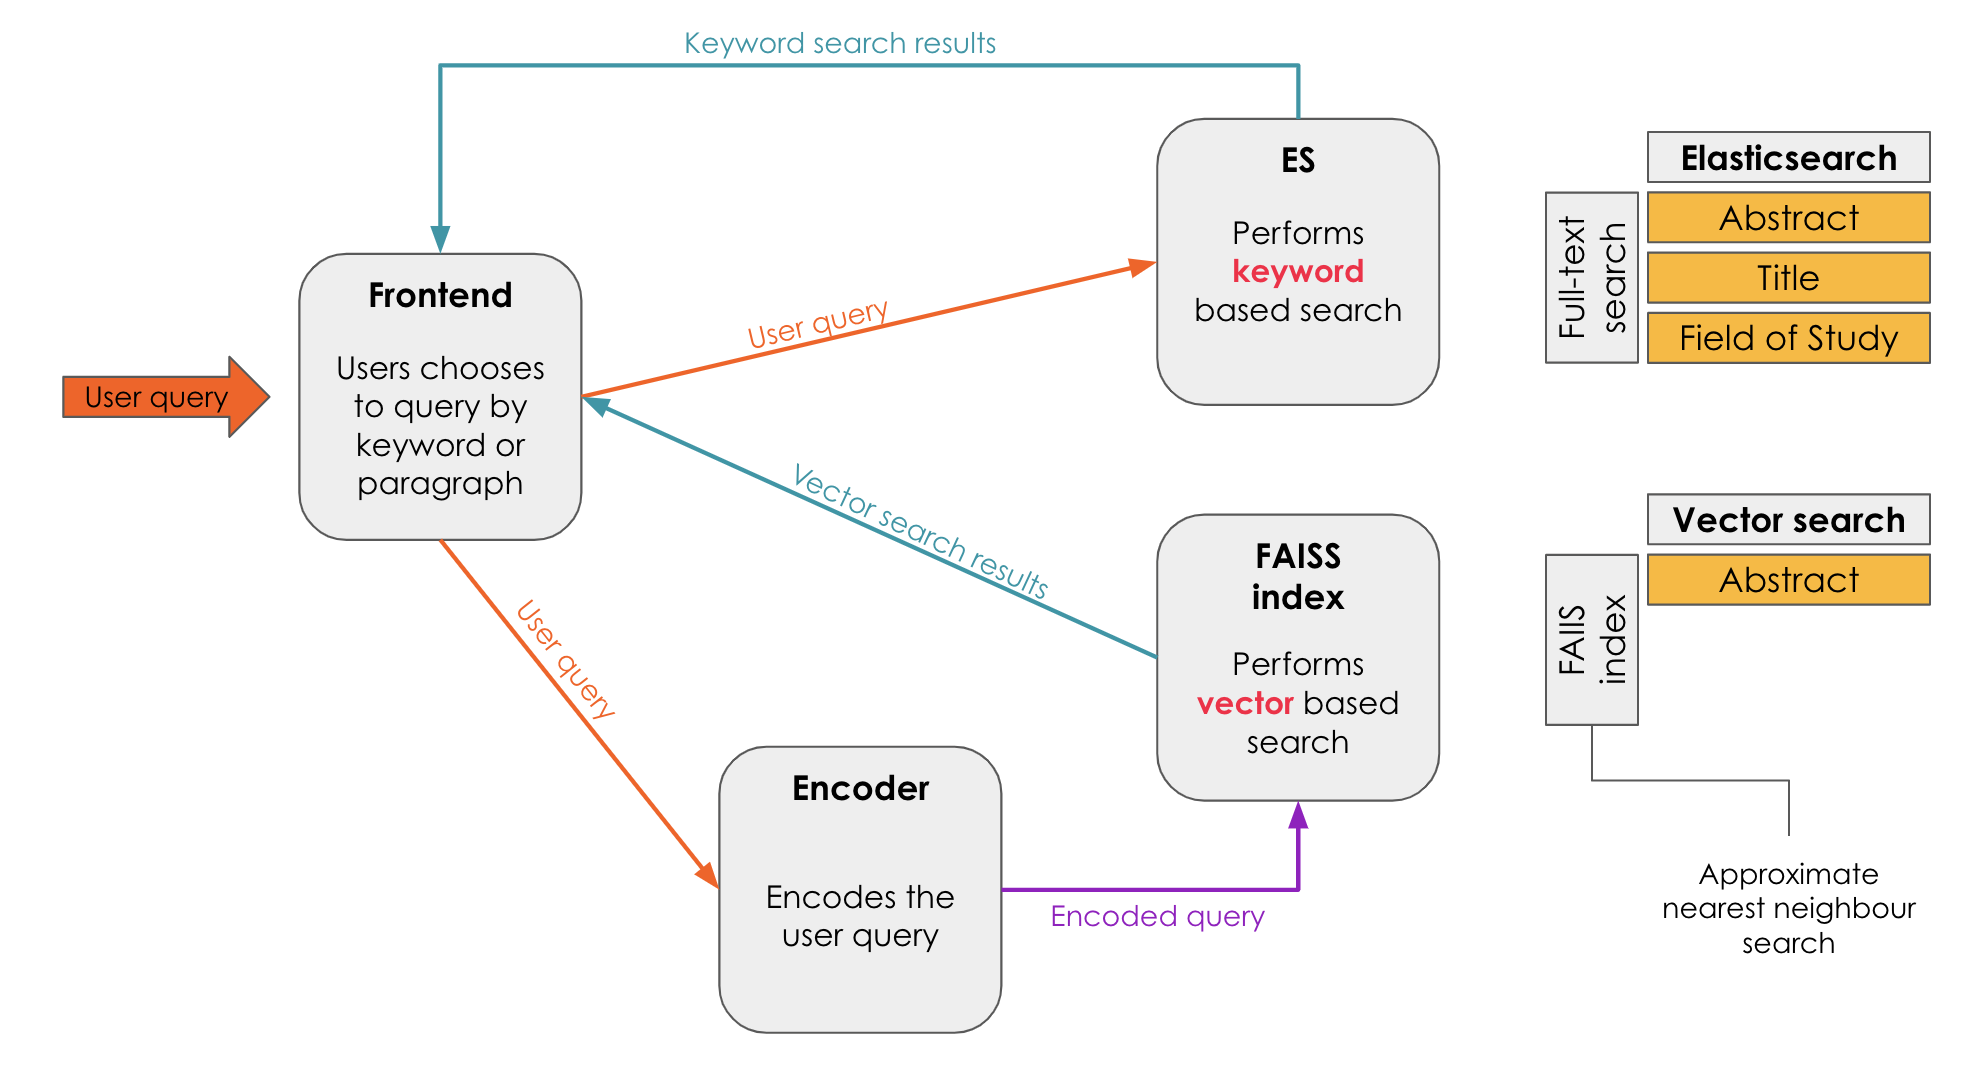 Keyword search results
ES
Performs
keyword
based search
Elasticsearch
Full-text
search
Abstract
Title
Field of Study
User query
Frontend
Users chooses
to query by
keyword or
paragraph
User query
Vector search results
FAISS
index
Performs
vector based
search
Vector search
FAIIS
index
Abstract
User query
Encoder
Encodes the
user query
Encoded query
Approximate
nearest neighbour
search